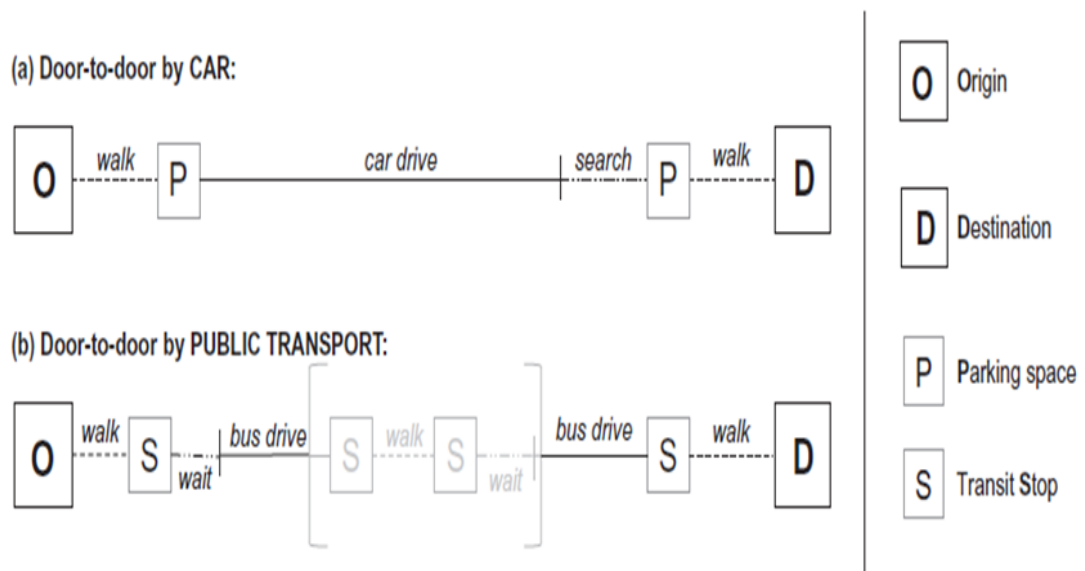 (a) Door-to-door by CAR:
O walk P car drive search P walk D
(b) Door-to-door by PUBLIC TRANSPORT:
O walk S wait bus drive S walk S wait bus drive S walk D
O Origin
D Destination
P Parking space
S Transit Stop